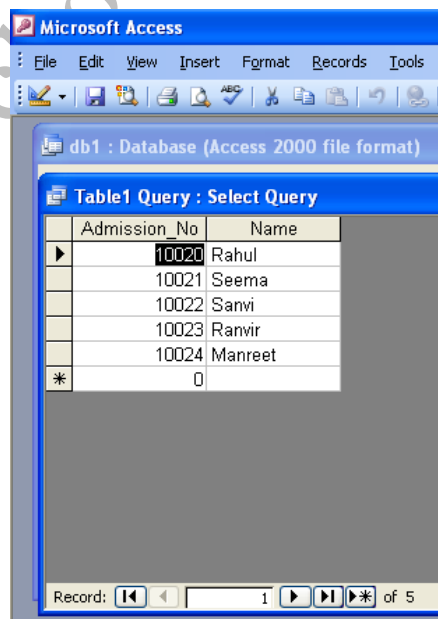 Microsoft Access
File Edit View Insert Format Records Tools
ABC
db1 : Database (Access 2000 file format)
Table1 Query : Select Query
Admission_No Name
10020 Rahul
10021 Seema
10022 Sanvi
10023 Ranvir
10024 Manreet
0
Record: 1 of 5